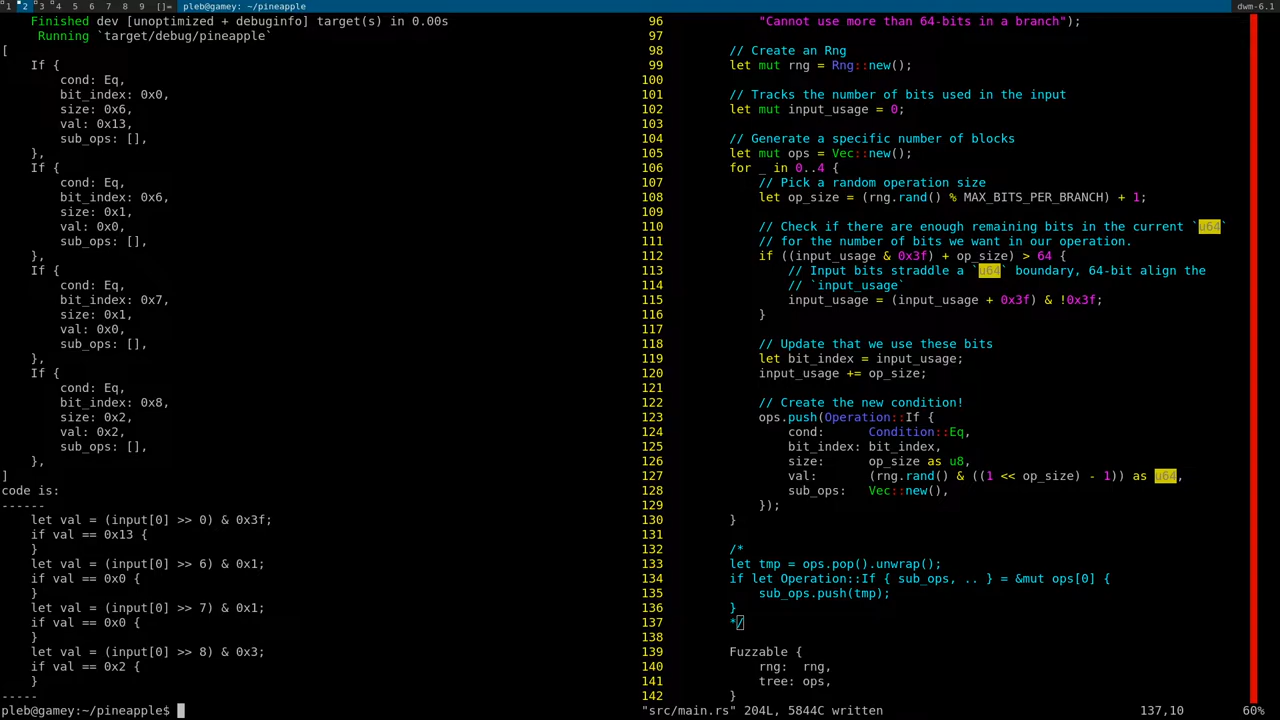 1 2 3 4 5 6 7 8 9 []= pleb@gamey: ~/pineapple dwm-6.1
Finished dev [unoptimized + debuginfo] target(s) in 0.00s
Running `target/debug/pineapple`
[
If {
cond: Eq,
bit_index: 0x0,
size: 0x6,
val: 0x13,
sub_ops: [],
},
If {
cond: Eq,
bit_index: 0x6,
size: 0x1,
val: 0x0,
sub_ops: [],
},
If {
cond: Eq,
bit_index: 0x7,
size: 0x1,
val: 0x0,
sub_ops: [],
},
If {
cond: Eq,
bit_index: 0x8,
size: 0x2,
val: 0x2,
sub_ops: [],
},
]
code is:
------
let val = (input[0] >> 0) & 0x3f;
if val == 0x13 {
}
let val = (input[0] >> 6) & 0x1;
if val == 0x0 {
}
let val = (input[0] >> 7) & 0x1;
if val == 0x0 {
}
let val = (input[0] >> 8) & 0x3;
if val == 0x2 {
}
-----
pleb@gamey:~/pineapple$
96 "Cannot use more than 64-bits in a branch");
97
98 // Create an Rng
99 let mut rng = Rng::new();
100
101 // Tracks the number of bits used in the input
102 let mut input_usage = 0;
103
104 // Generate a specific number of blocks
105 let mut ops = Vec::new();
106 for _ in 0..4 {
107 // Pick a random operation size
108 let op_size = (rng.rand() % MAX_BITS_PER_BRANCH) + 1;
109
110 // Check if there are enough remaining bits in the current `u64`
111 // for the number of bits we want in our operation.
112 if ((input_usage & 0x3f) + op_size) > 64 {
113 // Input bits straddle a `u64` boundary, 64-bit align the
114 // `input_usage`
115 input_usage = (input_usage + 0x3f) & !0x3f;
116 }
117
118 // Update that we use these bits
119 let bit_index = input_usage;
120 input_usage += op_size;
121
122 // Create the new condition!
123 ops.push(Operation::If {
124 cond: Condition::Eq,
125 bit_index: bit_index,
126 size: op_size as u8,
127 val: (rng.rand() & ((1 << op_size) - 1)) as u64,
128 sub_ops: Vec::new(),
129 });
130 }
131
132 /*
133 let tmp = ops.pop().unwrap();
134 if let Operation::If { sub_ops, .. } = &mut ops[0] {
135 sub_ops.push(tmp);
136 }
137 */
138
139 Fuzzable {
140 rng: rng,
141 tree: ops,
142 }
"src/main.rs" 204L, 5844C written 137,10 60%